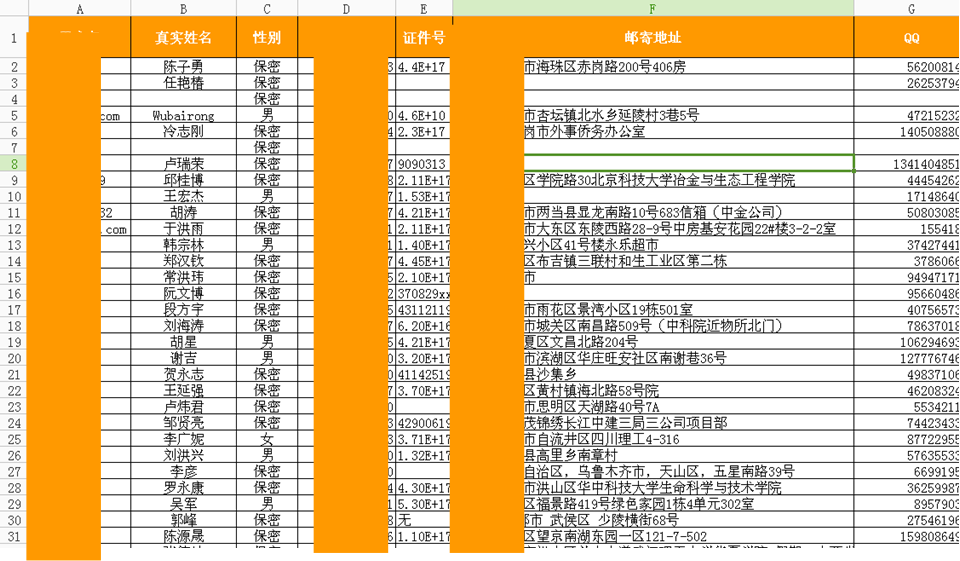 A B C D E F G
1 真实姓名 性别 证件号 邮寄地址 QQ
2 陈子勇 保密 3 4.4E+17 市海珠区赤岗路200号406房 56200814
3 任艳椿 保密 26253794
4 保密
5 com Wubairong 男 0 4.6E+10 市杏坛镇北水乡延陵村3巷5号 47215232
6 冷志刚 保密 4 2.3E+17 岗市外事侨务办公室 140508880
7 保密
8 卢瑞荣 保密 7 9090313 1341404851
9 9 邱桂博 保密 8 2.11E+17 区学院路30北京科技大学冶金与生态工程学院 44454262
10 王宏杰 男 7 1.53E+17 17148640
11 32 胡涛 保密 7 4.21E+17 市两当县显龙南路10号683信箱（中金公司） 50803085
12 .com 于洪雨 保密 1 2.11E+17 市大东区东陵西路28-9号中房基安花园22#楼3-2-2室 155418
13 韩宗林 男 1 1.40E+17 兴小区41号楼永乐超市 37427441
14 郑汉钦 保密 7 4.45E+17 区布吉镇三联村和生工业区第二栋 3786066
15 常洪玮 保密 5 2.10E+17 市 94947171
16 阮文博 保密 2 370829xx 95660486
17 段方宇 保密 5 43112119 市雨花区景湾小区19栋501室 40756573
18 刘海涛 保密 7 6.20E+16 市城关区南昌路509号（中科院近物所北门） 78637018
19 胡星 男 5 4.21E+17 夏区文昌北路204号 106294693
20 谢吉 男 0 3.20E+17 市滨湖区华庄旺安社区南谢巷36号 127776746
21 贺永志 保密 0 41142519 县沙集乡 49837106
22 王延强 保密 7 3.70E+17 区黄村镇海北路58号院 46208324
23 卢炜君 保密 0 市思明区天湖路40号7A 5534211
24 邹贤亮 保密 3 42900619 茂锦绣长江中建三局三公司项目部 74423433
25 李广妮 女 3 3.71E+17 市自流井区四川理工4-316 87722955
26 刘洪兴 男 0 1.32E+17 县高里乡南章村 57635533
27 李彦 保密 0 自治区，乌鲁木齐市，天山区，五星南路39号 6699195
28 罗永康 保密 4 4.30E+17 市洪山区华中科技大学生命科学与技术学院 36259987
29 吴军 男 1 5.30E+17 区福景路419号绿色家园1栋4单元302室 8957903
30 郭峰 保密 8 无 市 武侯区 少陵横街68号 27546196
31 陈源晟 保密 6 1.10E+17 区望京南湖东园一区121-7-502 159808649